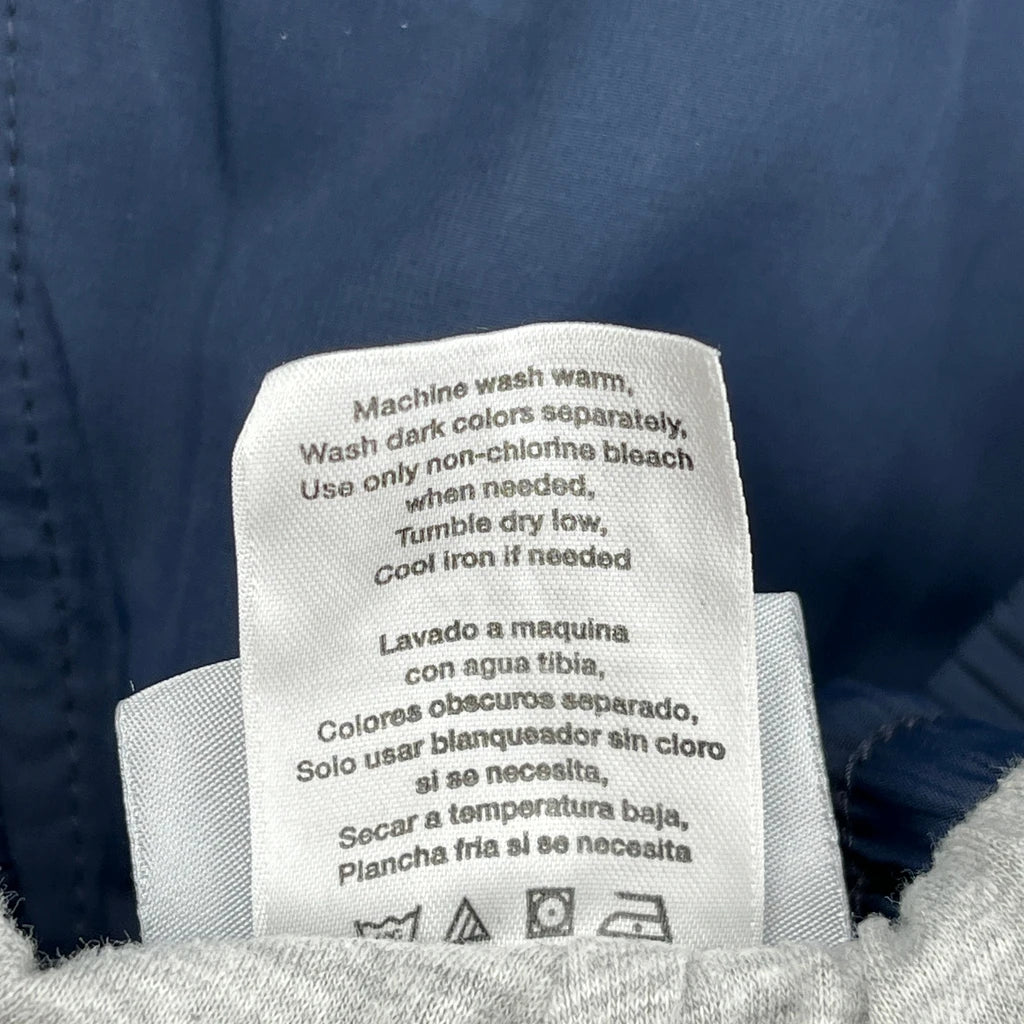 Machine wash warm,
Wash dark colors separately,
Use only non-chlorine bleach
when needed,
Tumble dry low,
Cool iron if needed
Lavado a maquina
con agua tibia,
Colores obscuros separado,
Solo usar blanqueador sin cloro
si se necesita,
Secar a temperatura baja,
Plancha fria si se necesita